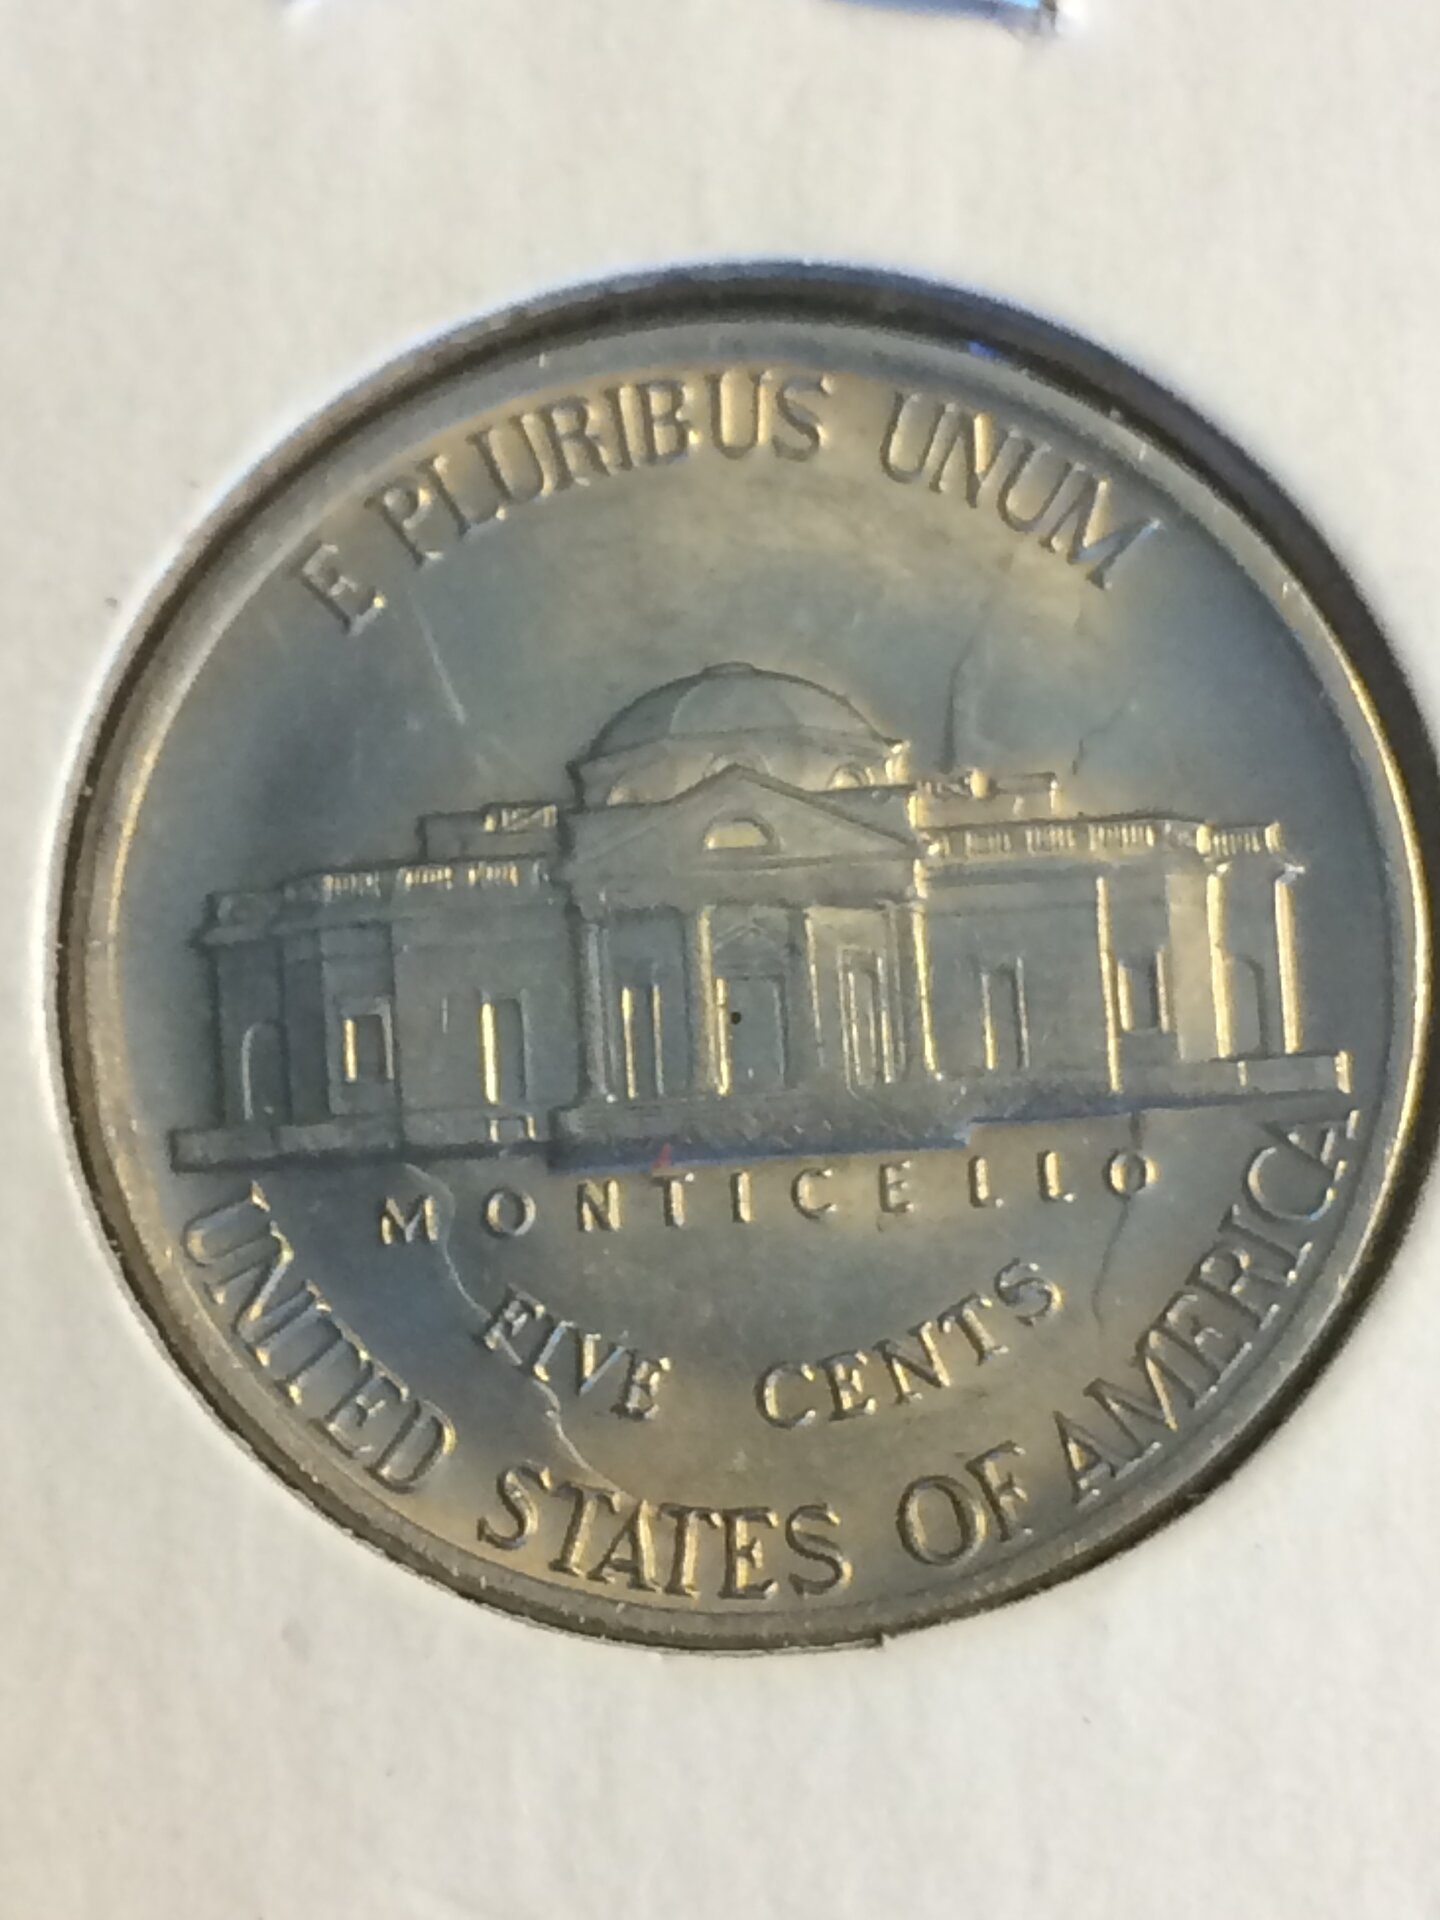 E PLURIBUS UNUM
MONTICELLO
FIVE CENTS
UNITED STATES OF AMERICA